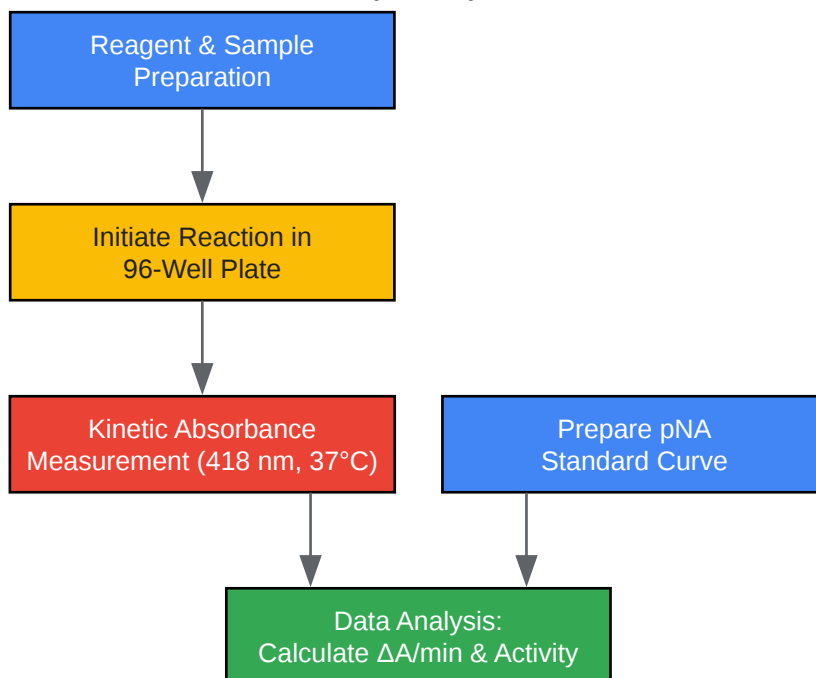 Reagent & Sample
Preparation
Initiate Reaction in
96-Well Plate
Kinetic Absorbance
Measurement (418 nm, 37°C)
Prepare pNA
Standard Curve
Data Analysis:
Calculate ΔA/min & Activity